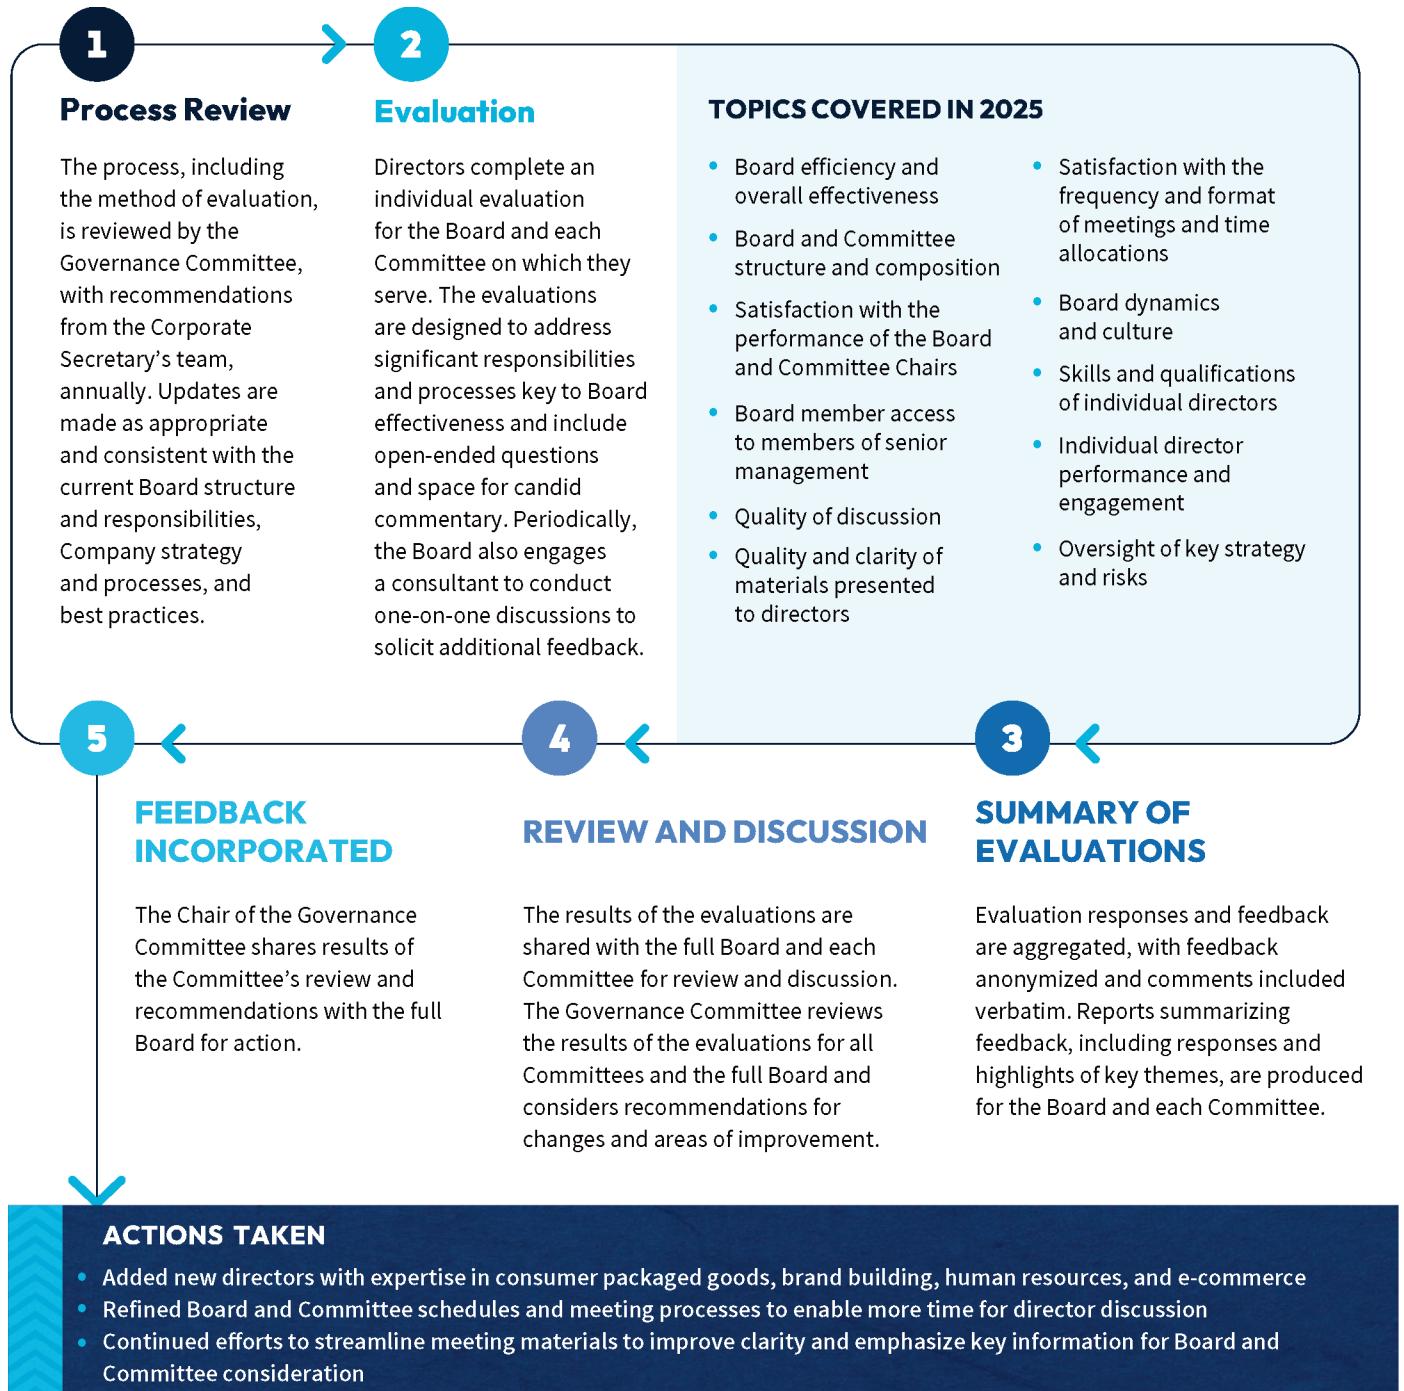 1
Process Review
The process, including
the method of evaluation,
is reviewed by the
Governance Committee,
with recommendations
from the Corporate
Secretary's team,
annually. Updates are
made as appropriate
and consistent with the
current Board structure
and responsibilities,
Company strategy
and processes, and
best practices.
2
Evaluation
Directors complete an
individual evaluation
for the Board and each
Committee on which they
serve. The evaluations
are designed to address
significant responsibilities
and processes key to Board
effectiveness and include
open-ended questions
and space for candid
commentary. Periodically,
the Board also engages
a consultant to conduct
one-on-one discussions to
solicit additional feedback.
TOPICS COVERED IN 2025
• Board efficiency and
overall effectiveness
• Board and Committee
structure and composition
• Satisfaction with the
performance of the Board
and Committee Chairs
• Board member access
to members of senior
management
• Quality of discussion
• Quality and clarity of
materials presented
to directors
• Satisfaction with the
frequency and format
of meetings and time
allocations
• Board dynamics
and culture
• Skills and qualifications
of individual directors
• Individual director
performance and
engagement
• Oversight of key strategy
and risks
3
SUMMARY OF
EVALUATIONS
Evaluation responses and feedback
are aggregated, with feedback
anonymized and comments included
verbatim. Reports summarizing
feedback, including responses and
highlights of key themes, are produced
for the Board and each Committee.
4
REVIEW AND DISCUSSION
The results of the evaluations are
shared with the full Board and each
Committee for review and discussion.
The Governance Committee reviews
the results of the evaluations for all
Committees and the full Board and
considers recommendations for
changes and areas of improvement.
5
FEEDBACK
INCORPORATED
The Chair of the Governance
Committee shares results of
the Committee's review and
recommendations with the full
Board for action.
ACTIONS TAKEN
• Added new directors with expertise in consumer packaged goods, brand building, human resources, and e-commerce
• Refined Board and Committee schedules and meeting processes to enable more time for director discussion
• Continued efforts to streamline meeting materials to improve clarity and emphasize key information for Board and
Committee consideration